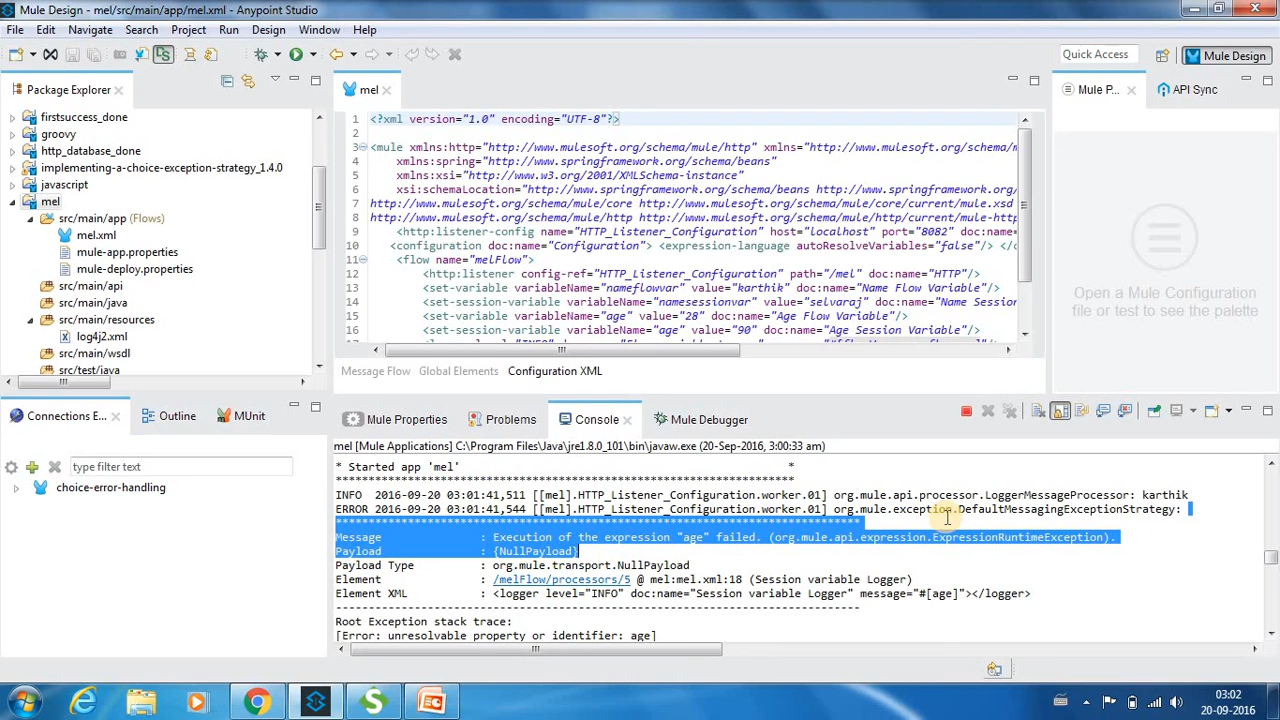 Mule Design - mel/src/main/app/mel.xml - Anypoint Studio
File Edit Navigate Search Project Run Design Window Help
Quick Access
Mule Design
Package Explorer
firstsuccess_done
groovy
http_database_done
implementing-a-choice-exception-strategy_1.4.0
javascript
mel
src/main/app (Flows)
mel.xml
mule-app.properties
mule-deploy.properties
src/main/api
src/main/java
src/main/resources
log4j2.xml
src/main/wsdl
src/test/java
mel
1 <?xml version="1.0" encoding="UTF-8"?>
2
3 <mule xmlns:http="http://www.mulesoft.org/schema/mule/http" xmlns="http://www.mulesoft.org/schema/m
4 xmlns:spring="http://www.springframework.org/schema/beans"
5 xmlns:xsi="http://www.w3.org/2001/XMLSchema-instance"
6 xsi:schemaLocation="http://www.springframework.org/schema/beans http://www.springframework.
7 http://www.mulesoft.org/schema/mule/core http://www.mulesoft.org/schema/mule/core/current/mule.xsd
8 http://www.mulesoft.org/schema/mule/http http://www.mulesoft.org/schema/mule/http/current/mule-http
9 <http:listener-config name="HTTP_Listener_Configuration" host="localhost" port="8082" doc:name=
10 <configuration doc:name="Configuration"> <expression-language autoResolveVariables="false"/> </
11 <flow name="melFlow">
12 <http:listener config-ref="HTTP_Listener_Configuration" path="/mel" doc:name="HTTP"/>
13 <set-variable variableName="nameflowvar" value="karthik" doc:name="Name Flow Variable"/>
14 <set-session-variable variableName="namesessionvar" value="selvaraj" doc:name="Name Session
15 <set-variable variableName="age" value="28" doc:name="Age Flow Variable"/>
16 <set-session-variable variableName="age" value="90" doc:name="Age Session Variable"/>
Message Flow Global Elements Configuration XML
Mule P...
API Sync
Open a Mule Configuration
file or test to see the palette
Connections E...
Outline
MUnit
type filter text
choice-error-handling
Mule Properties
Problems
Console
Mule Debugger
mel [Mule Applications] C:\Program Files\Java\jre1.8.0_101\bin\javaw.exe (20-Sep-2016, 3:00:33 am)
* Started app 'mel' *
**********************************************************************
INFO 2016-09-20 03:01:41,511 [[mel].HTTP_Listener_Configuration.worker.01] org.mule.api.processor.LoggerMessageProcessor: karthik
ERROR 2016-09-20 03:01:41,544 [[mel].HTTP_Listener_Configuration.worker.01] org.mule.exception.DefaultMessagingExceptionStrategy:
********************************************************************************
Message : Execution of the expression "age" failed. (org.mule.api.expression.ExpressionRuntimeException).
Payload : {NullPayload}
Payload Type : org.mule.transport.NullPayload
Element : /melFlow/processors/5 @ mel:mel.xml:18 (Session variable Logger)
Element XML : <logger level="INFO" doc:name="Session variable Logger" message="#[age]"></logger>
--------------------------------------------------------------------------------
Root Exception stack trace:
[Error: unresolvable property or identifier: age]
03:02
20-09-2016